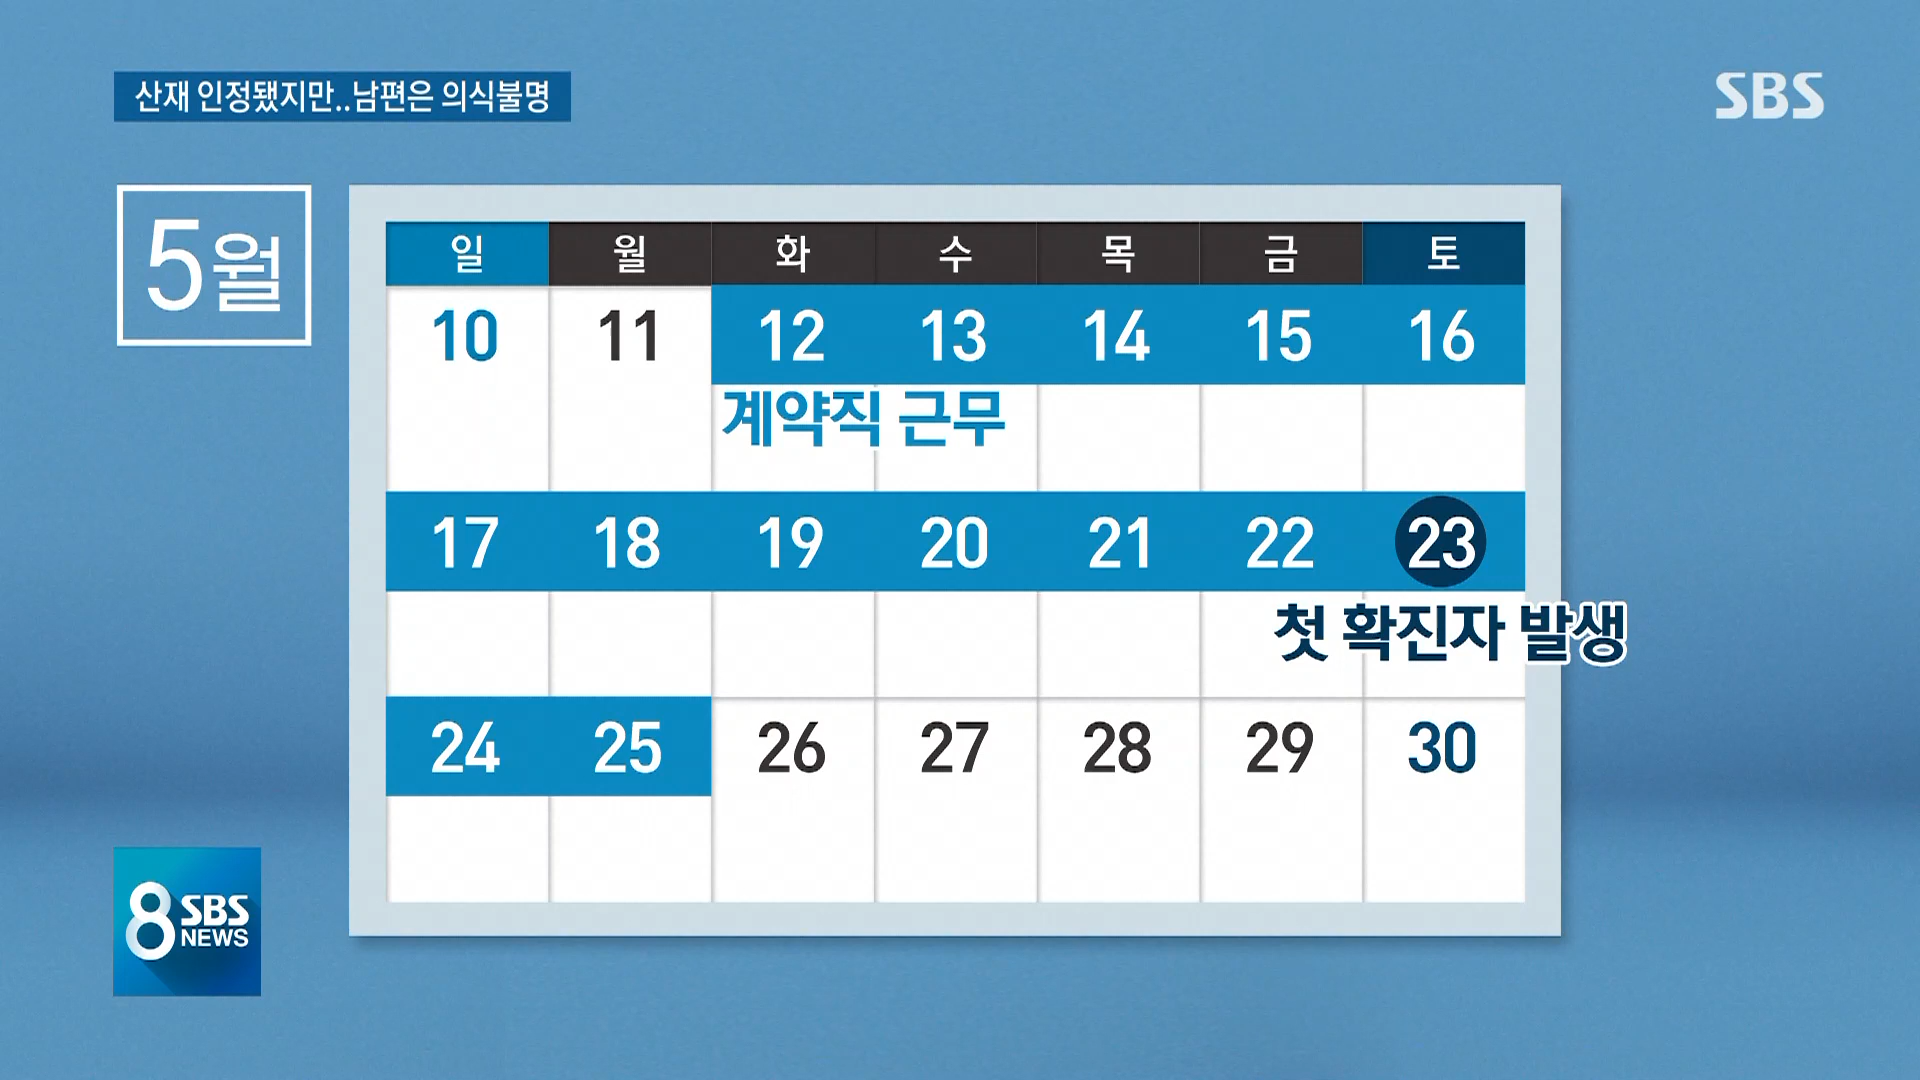 산재 인정됐지만..남편은 의식불명
SBS
5월
일 월 화 수 목 금 토
10 11 12 13 14 15 16
계약직 근무
17 18 19 20 21 22 23
첫 확진자 발생
24 25 26 27 28 29 30
8 SBS
NEWS